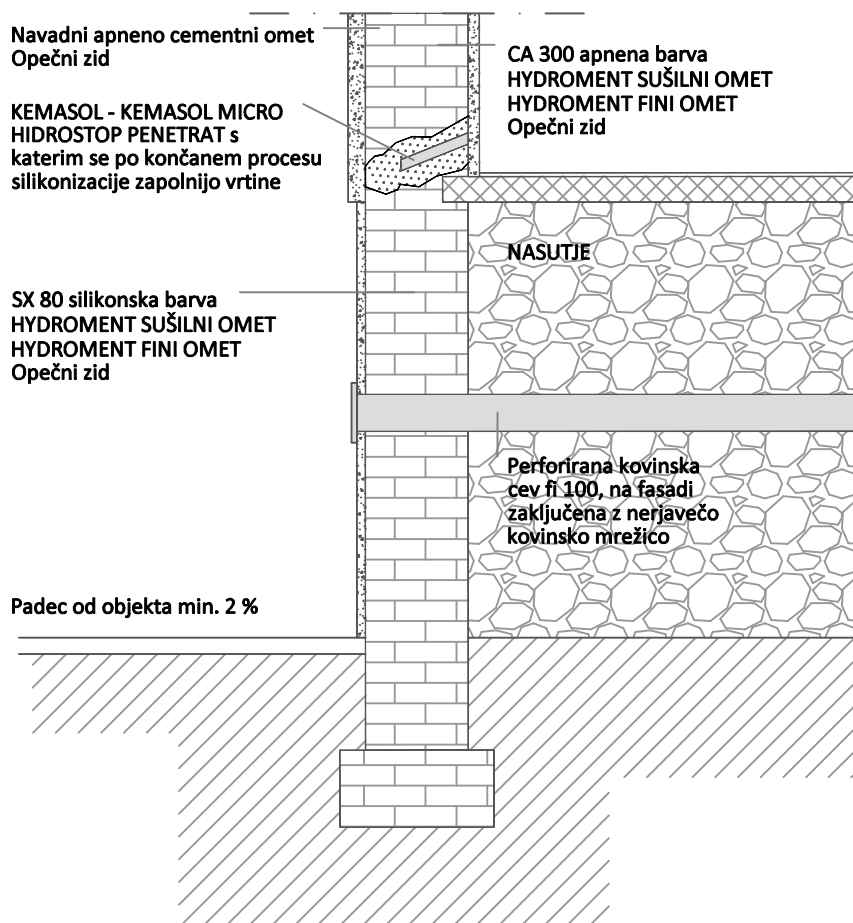 Navadni apneno cementni omet
Opečni zid
CA 300 apnena barva
HYDROMENT SUŠILNI OMET
HYDROMENT FINI OMET
Opečni zid
KEMASOL - KEMASOL MICRO
HIDROSTOP PENETRAT s
katerim se po končanem procesu
silikonizacije zapolnijo vrtine
NASUTJE
SX 80 silikonska barva
HYDROMENT SUŠILNI OMET
HYDROMENT FINI OMET
Opečni zid
Perforirana kovinska
cev fi 100, na fasadi
zaključena z nerjavečo
kovinsko mrežico
Padec od objekta min. 2 %